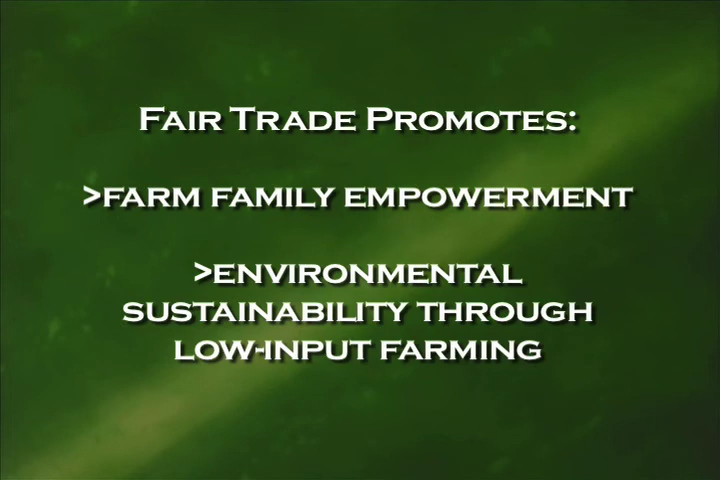 Fair Trade Promotes:
>farm family empowerment
>environmental
sustainability through
low-input farming